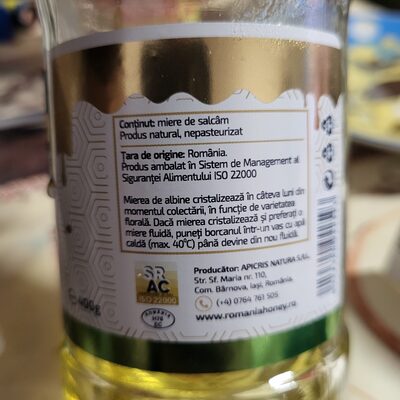 Conținut: miere de salcâm
Produs natural, nepasteurizat
Țara de origine: România.
Produs ambalat în Sistem de Management al
Siguranței Alimentului ISO 22000
Mierea de albine cristalizează în câteva luni din
momentul colectării, în funcție de varietatea
florală. Dacă mierea cristalizează și preferați o
miere fluidă, puneți borcanul într-un vas cu apă
caldă (max. 40°C) până devine din nou fluidă.
SR
AC
ISO 22000
Producător: APICRIS NATURA S.R.L.
Str. Sf. Maria nr. 110,
Com. Bârnova, Iași, România.
(+4) 0764 761 505
www.romaniahoney.ro
400g